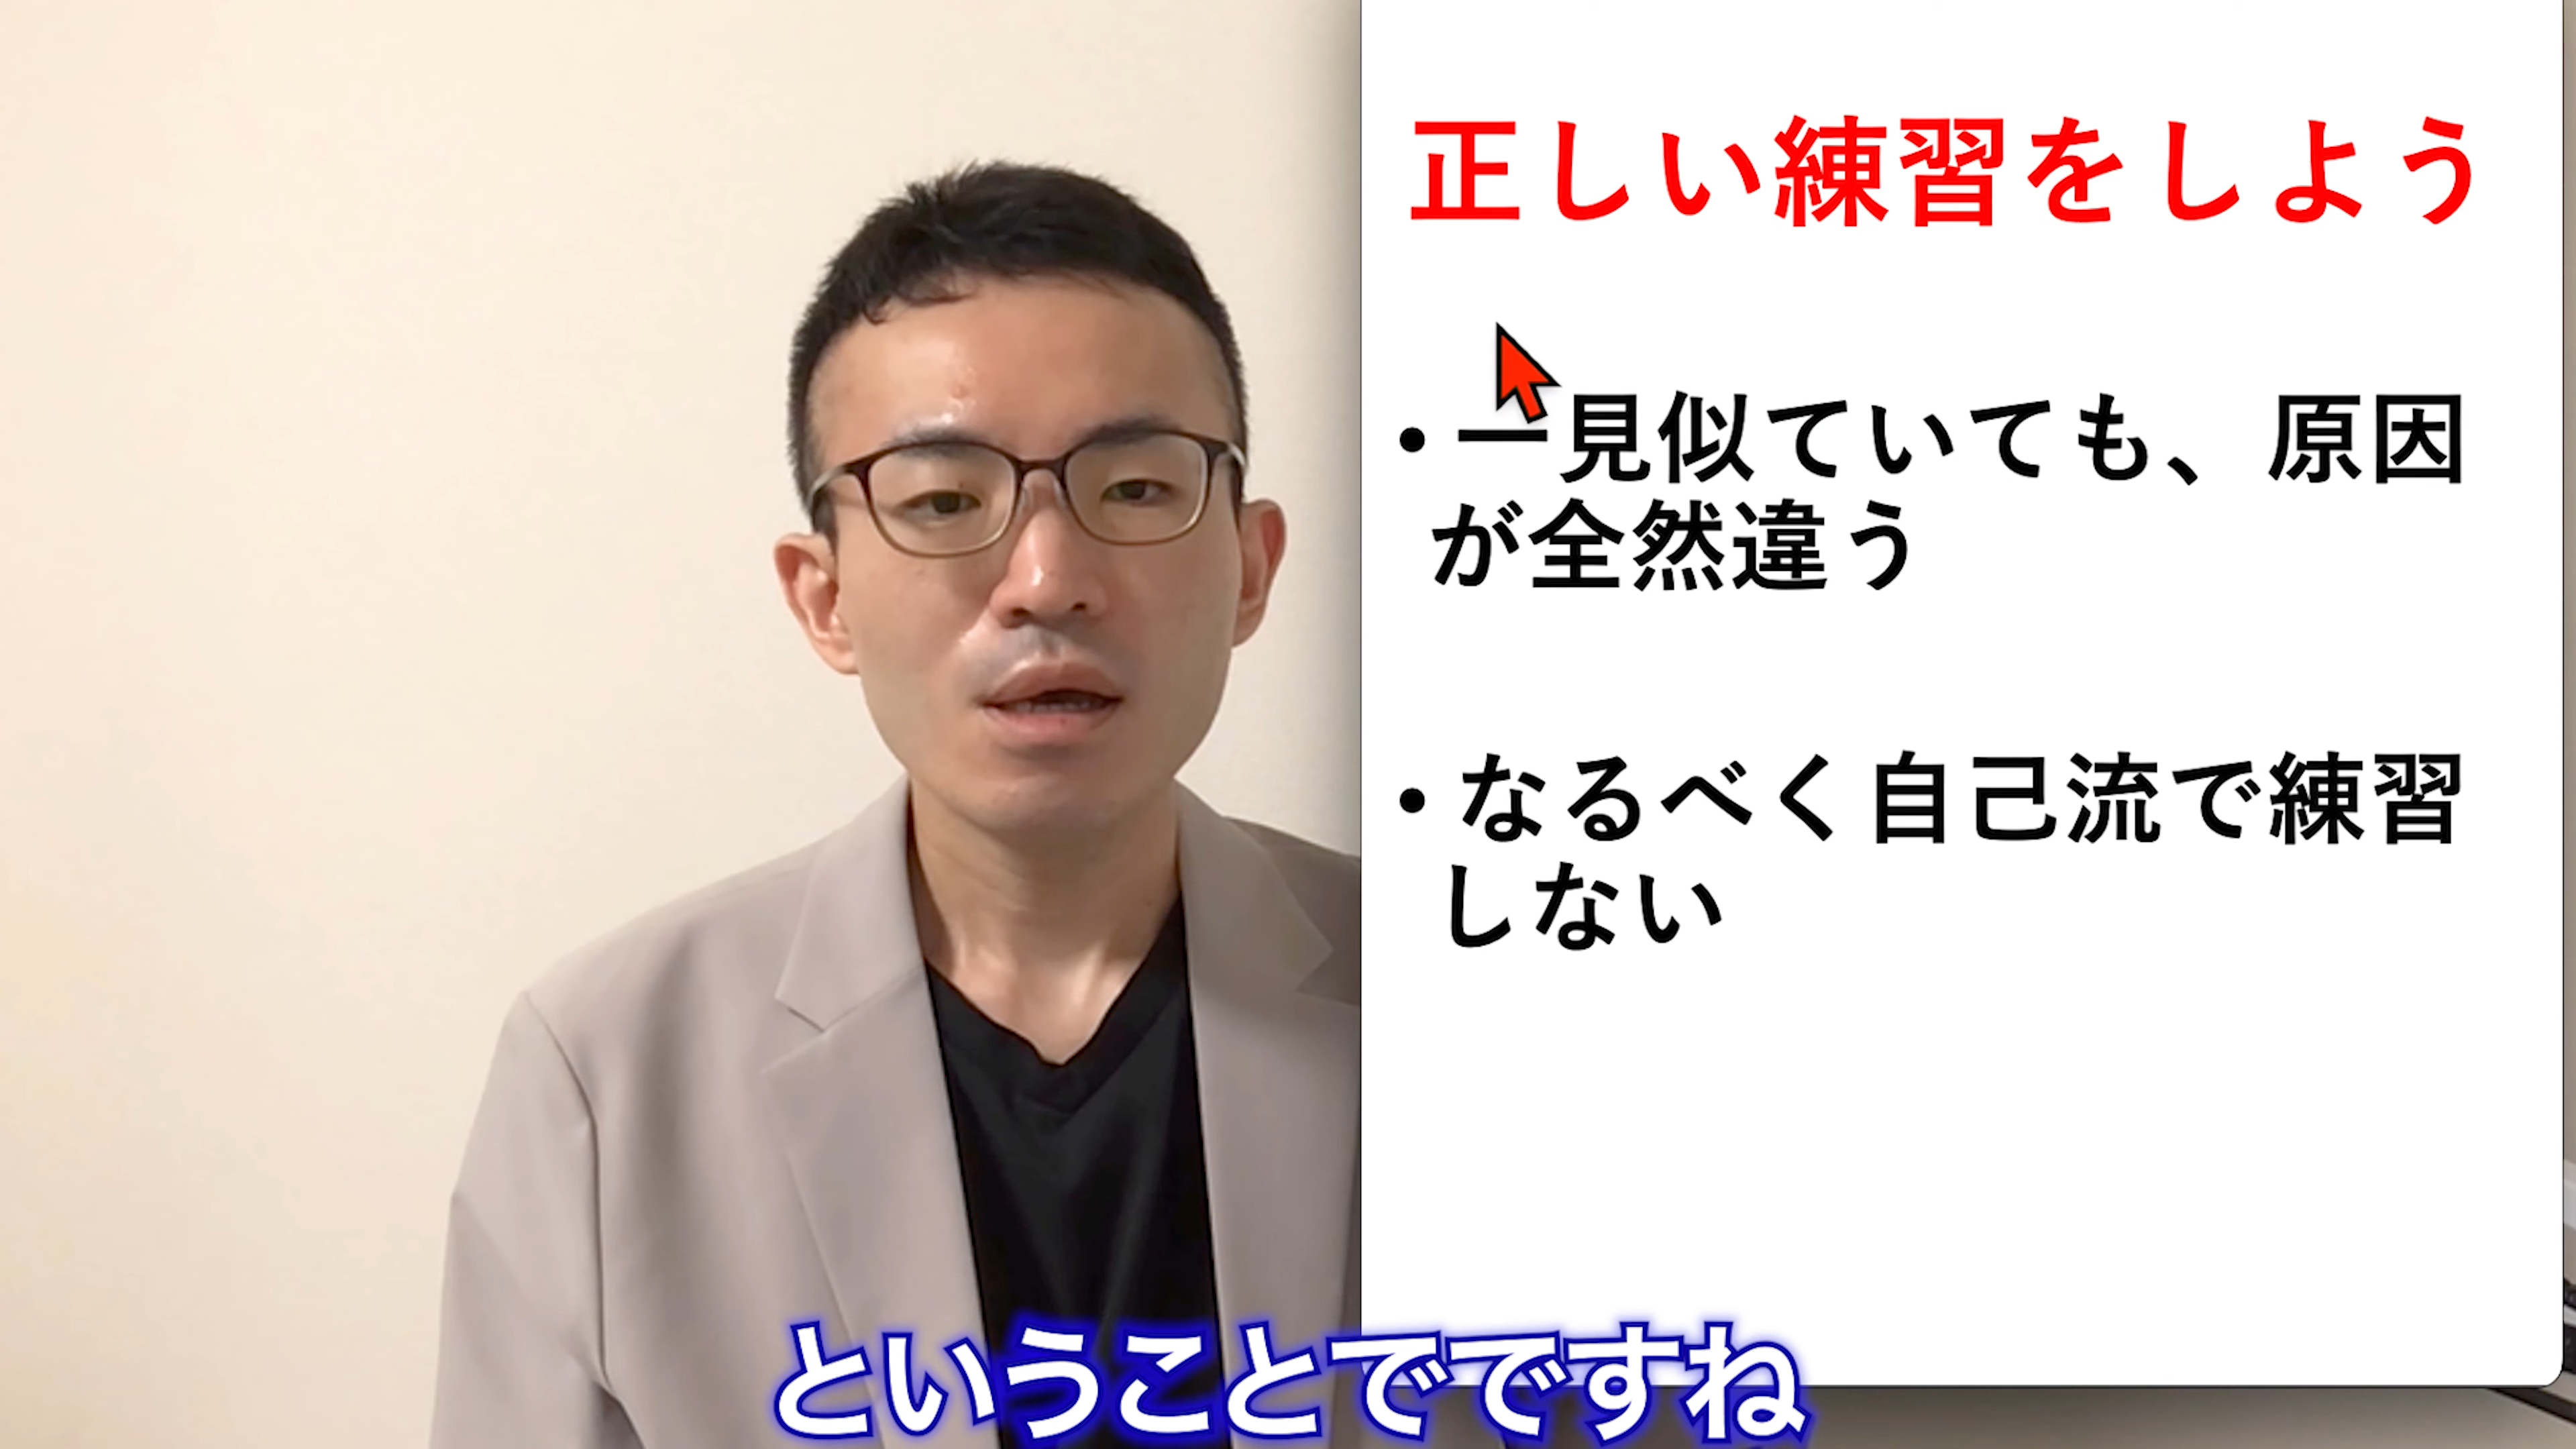 正しい練習をしよう
・一見似ていても、原因
が全然違う
・なるべく自己流で練習
しない
ということでですね